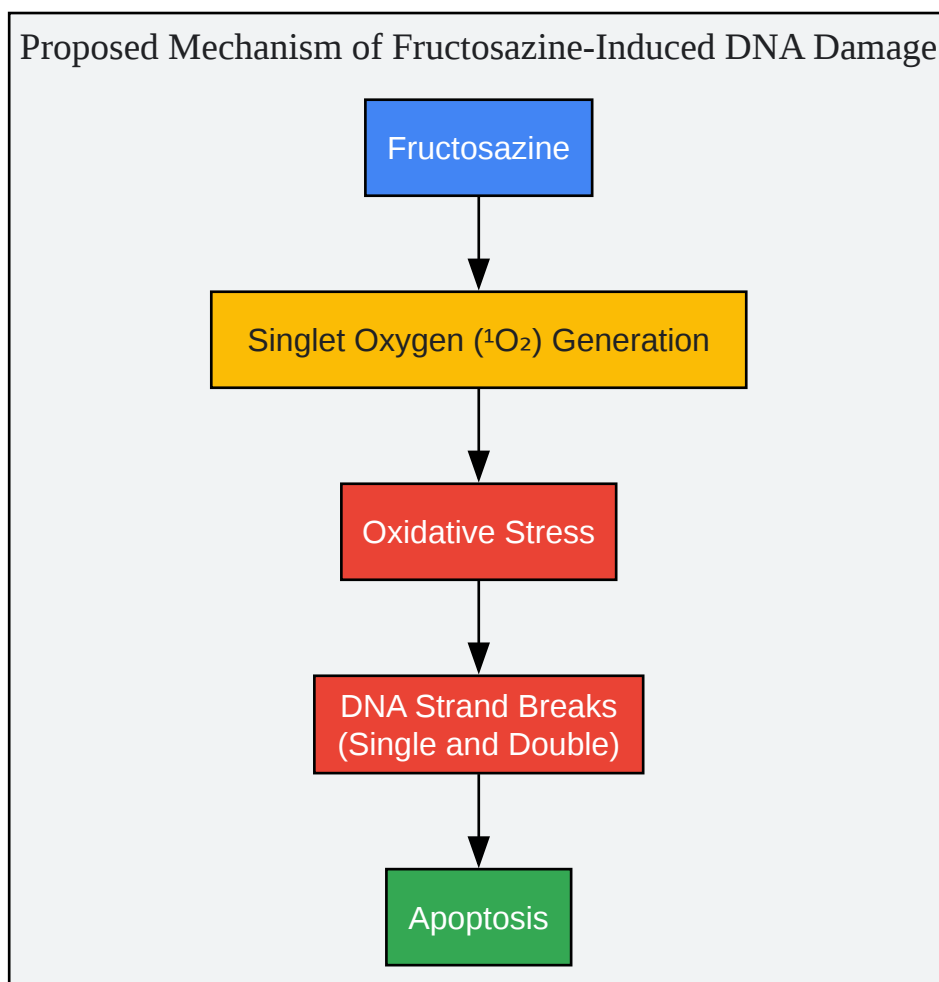 Proposed Mechanism of Fructosazine-Induced DNA Damage
Fructosazine
Singlet Oxygen (¹O₂) Generation
Oxidative Stress
DNA Strand Breaks
(Single and Double)
Apoptosis